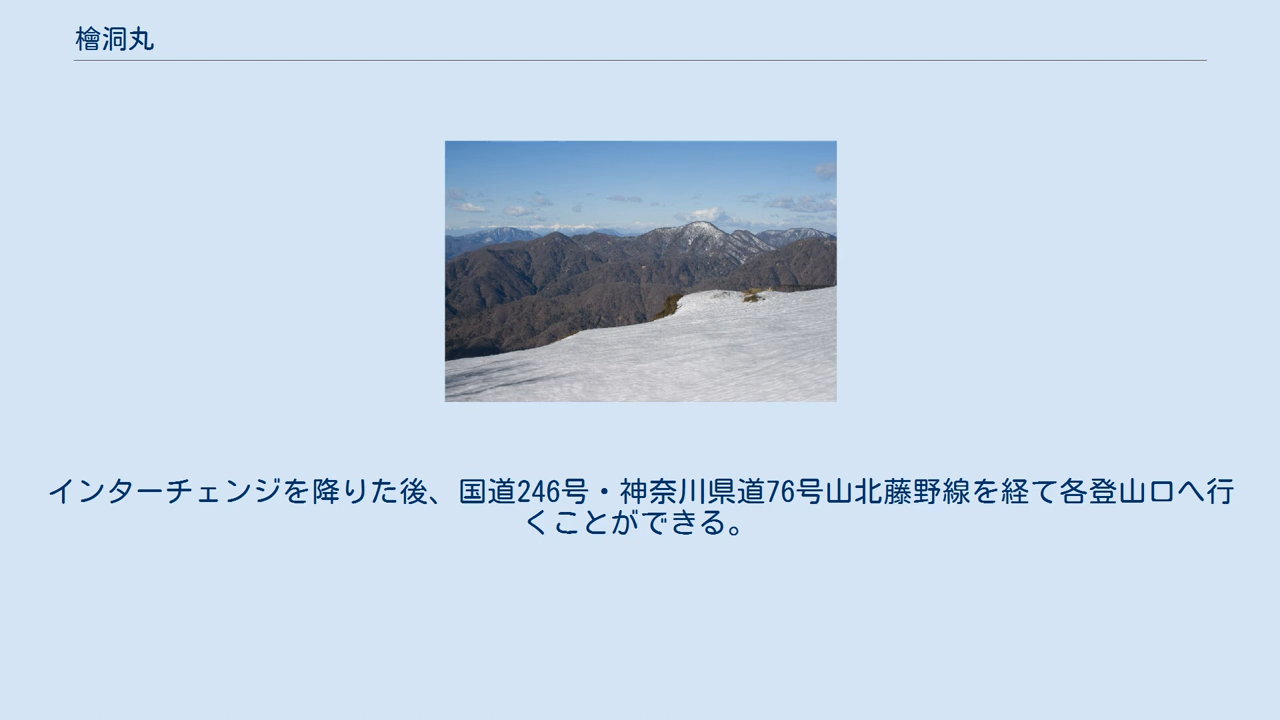 檜洞丸
インターチェンジを降りた後、国道246号・神奈川県道76号山北藤野線を経て各登山口へ行
くことができる。